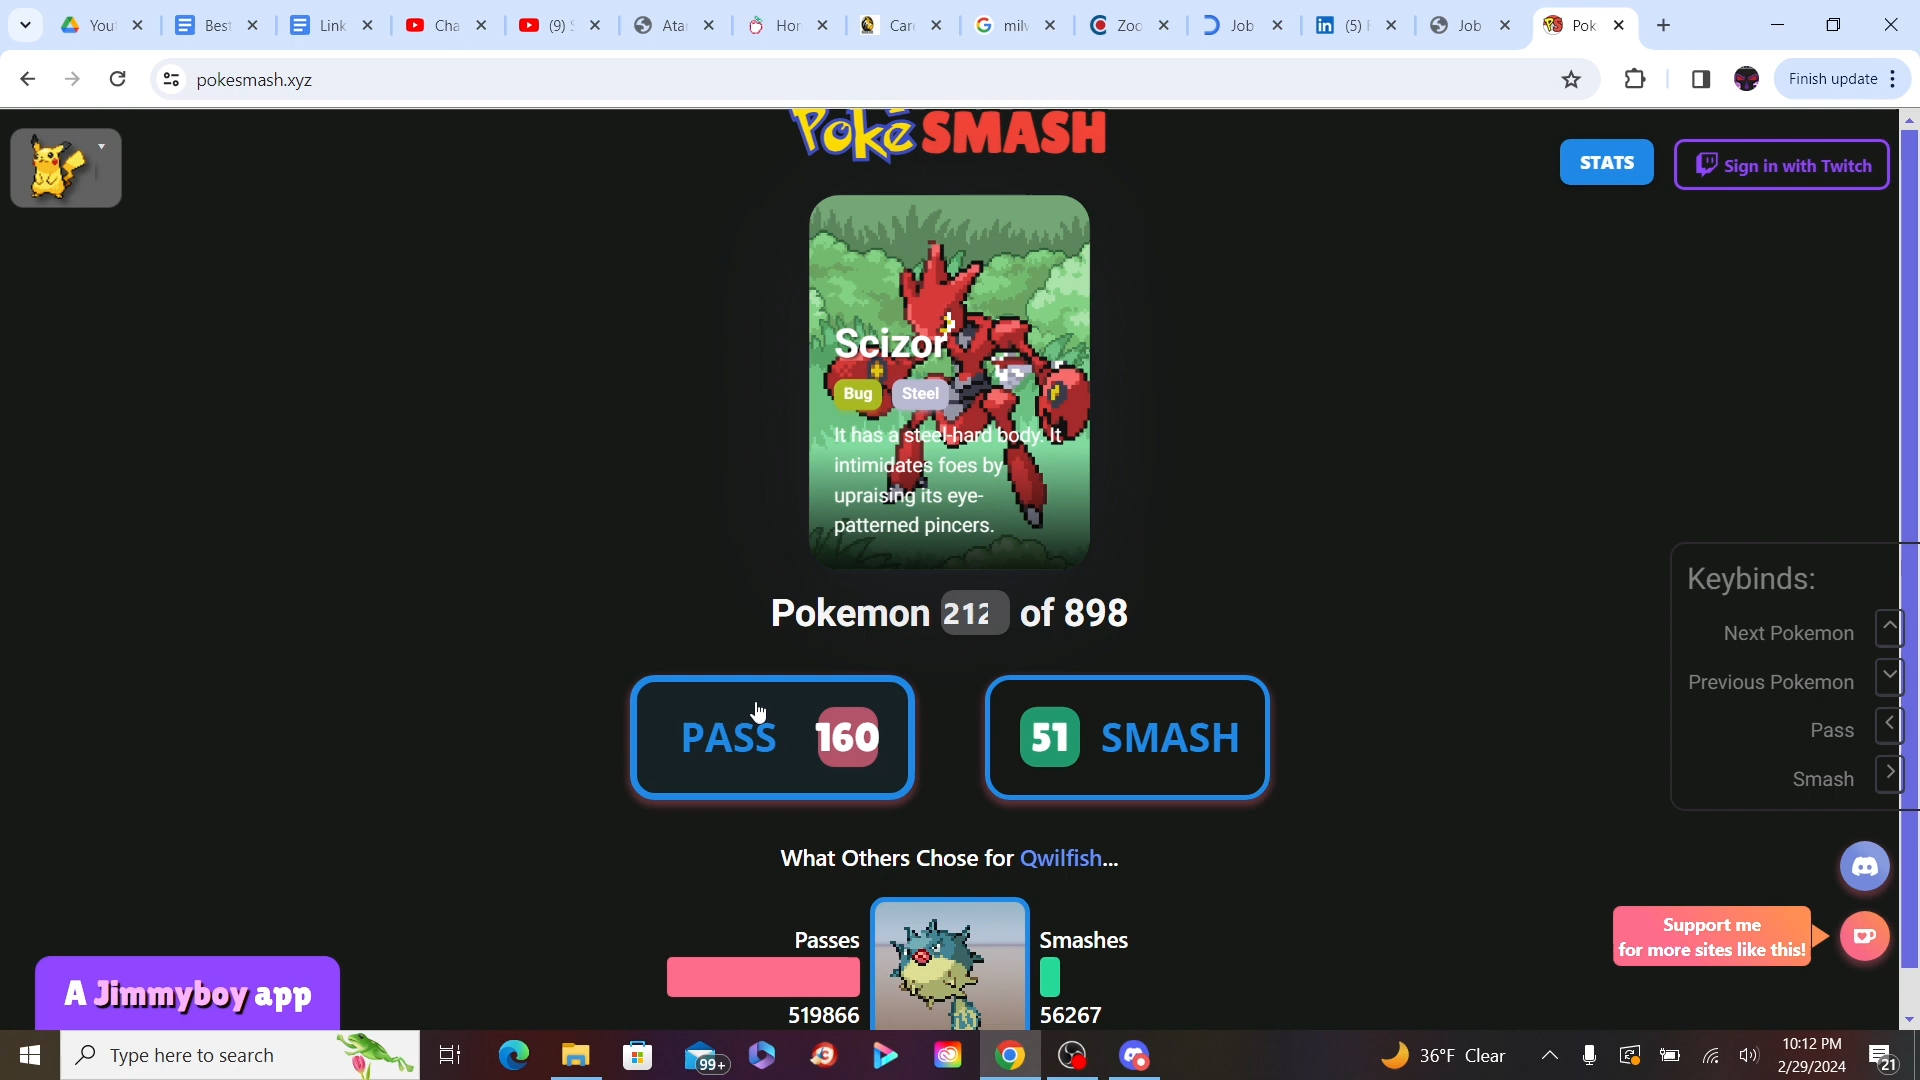 You
Best
Link
Cha
(9) S
Ata
Hor
Car
milv
Zoo
Job
(5) F
Job
Pok
pokesmash.xyz
Finish update
Poké SMASH
STATS
Sign in with Twitch
Scizor
Bug
Steel
It has a steel-hard body. It
intimidates foes by
upraising its eye-
patterned pincers.
Pokemon 212 of 898
Keybinds:
Next Pokemon
Previous Pokemon
Pass
Smash
PASS 160
51 SMASH
What Others Chose for Qwilfish...
Passes
Smashes
519866
56267
Support me
for more sites like this!
A Jimmyboy app
Type here to search
99+
36°F Clear
10:12 PM
2/29/2024
21